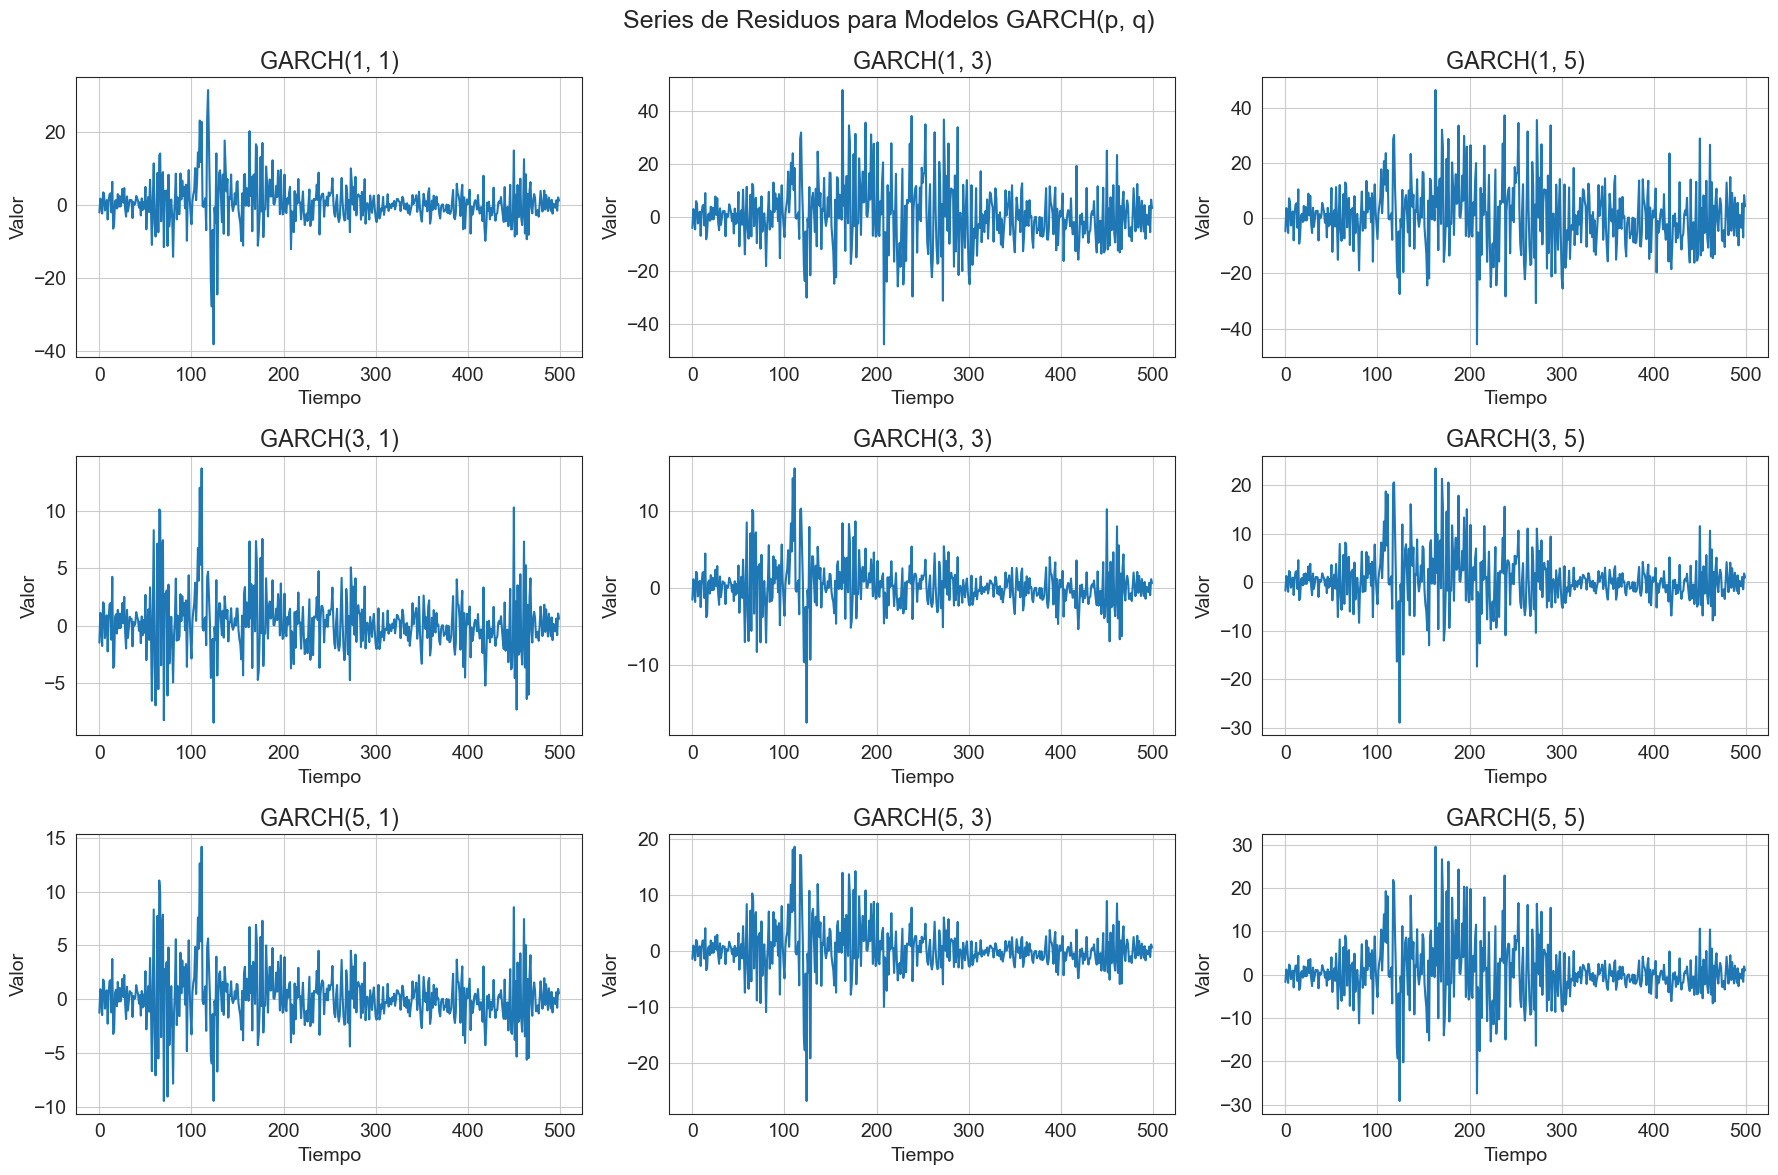 Series de Residuos para Modelos GARCH(p, q)
GARCH(1, 1)
20
0
−20
−40
Valor
0 100 200 300 400 500
Tiempo
GARCH(1, 3)
40
20
0
−20
−40
Valor
0 100 200 300 400 500
Tiempo
GARCH(1, 5)
40
20
0
−20
−40
Valor
0 100 200 300 400 500
Tiempo
GARCH(3, 1)
10
5
0
−5
Valor
0 100 200 300 400 500
Tiempo
GARCH(3, 3)
10
0
−10
Valor
0 100 200 300 400 500
Tiempo
GARCH(3, 5)
20
10
0
−10
−20
−30
Valor
0 100 200 300 400 500
Tiempo
GARCH(5, 1)
15
10
5
0
−5
−10
Valor
0 100 200 300 400 500
Tiempo
GARCH(5, 3)
20
10
0
−10
−20
Valor
0 100 200 300 400 500
Tiempo
GARCH(5, 5)
30
20
10
0
−10
−20
−30
Valor
0 100 200 300 400 500
Tiempo